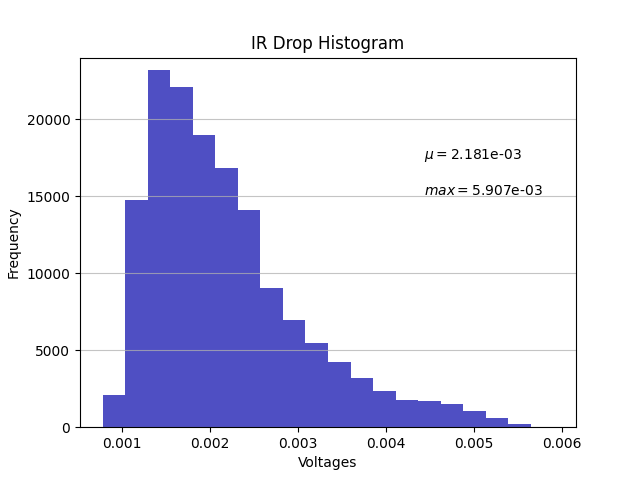 IR Drop Histogram
20000
15000
10000
5000
0
Frequency
μ = 2.181e-03
max = 5.907e-03
0.001 0.002 0.003 0.004 0.005 0.006
Voltages